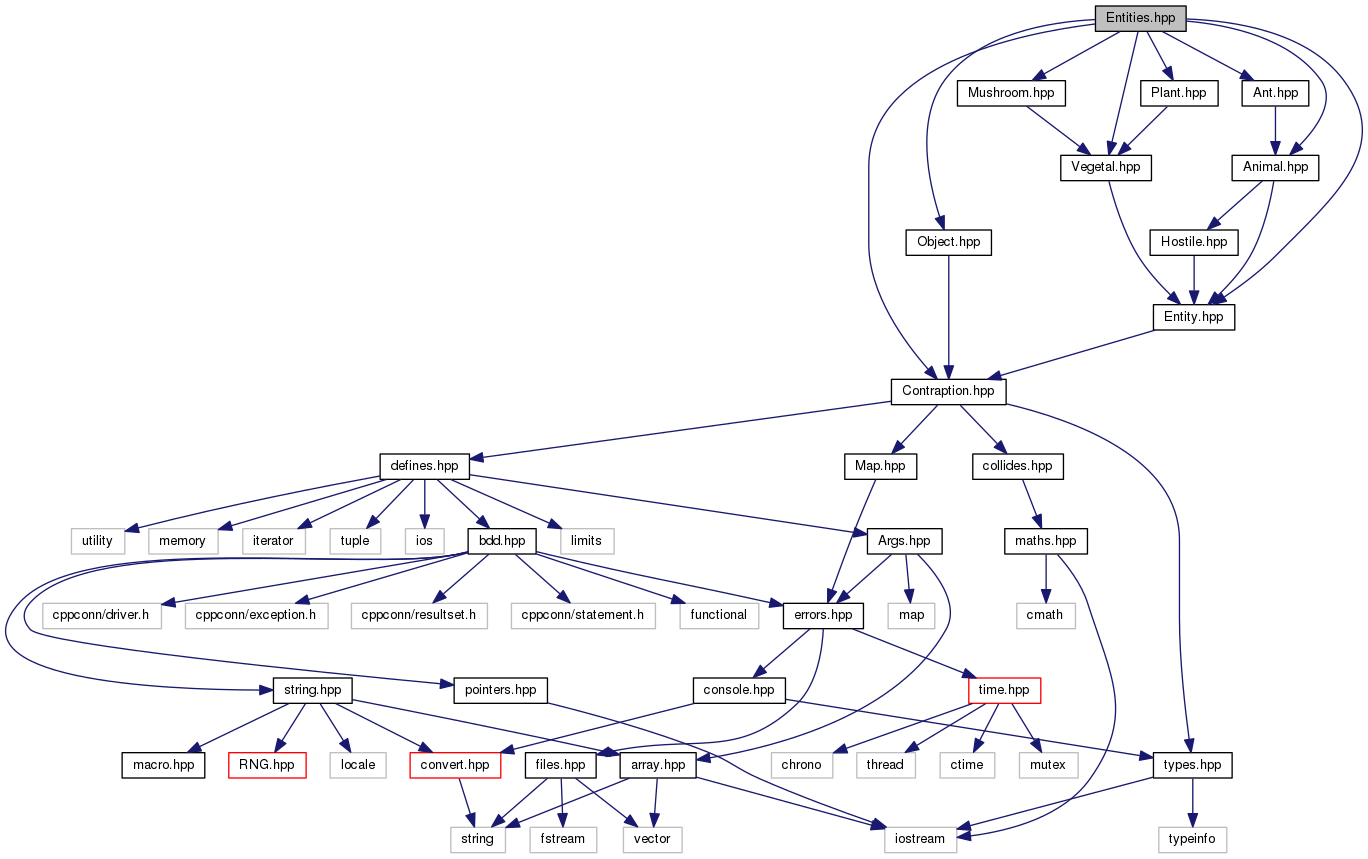 Entities.hpp
Mushroom.hpp
Plant.hpp
Ant.hpp
Vegetal.hpp
Animal.hpp
Object.hpp
Hostile.hpp
Entity.hpp
Contraption.hpp
defines.hpp
Map.hpp
collides.hpp
utility
memory
iterator
tuple
ios
bdd.hpp
limits
Args.hpp
maths.hpp
cppconn/driver.h
cppconn/exception.h
cppconn/resultset.h
cppconn/statement.h
functional
errors.hpp
map
cmath
string.hpp
pointers.hpp
console.hpp
time.hpp
macro.hpp
RNG.hpp
locale
convert.hpp
files.hpp
array.hpp
chrono
thread
ctime
mutex
types.hpp
string
fstream
vector
iostream
typeinfo